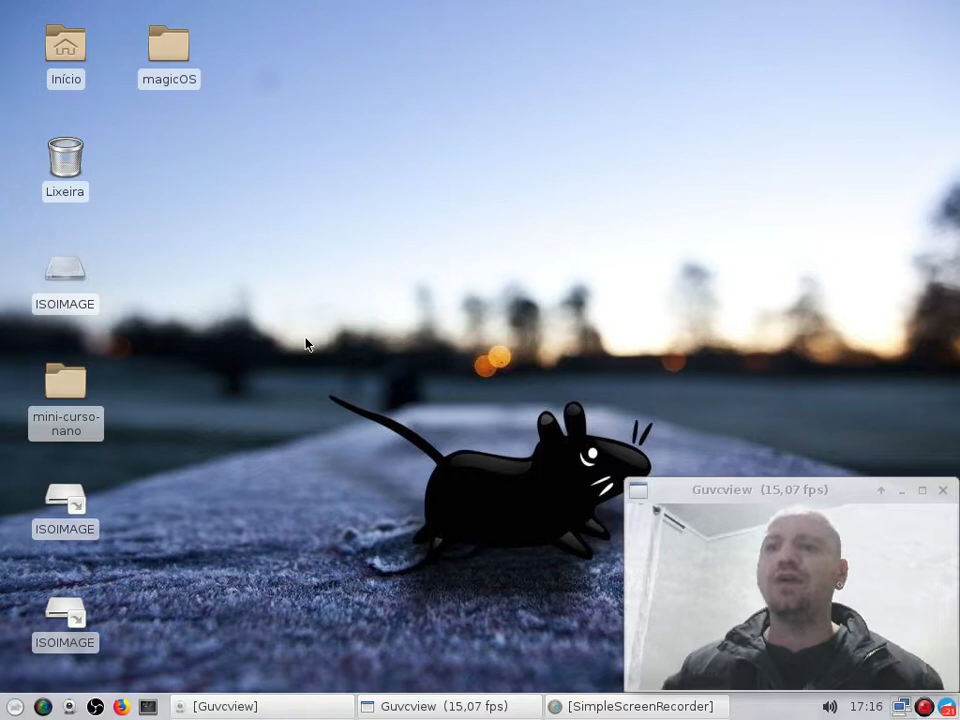 Início
magicOS
Lixeira
ISOIMAGE
mini-curso-
nano
ISOIMAGE
ISOIMAGE
Guvcview (15,07 fps)
[Guvcview]
Guvcview (15,07 fps)
[SimpleScreenRecorder]
17:16
21